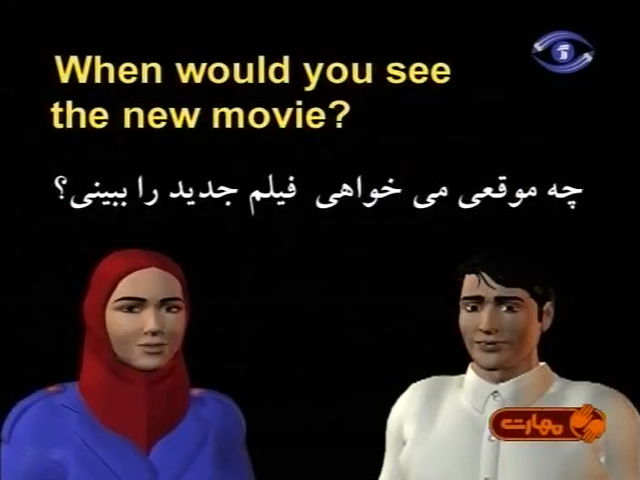 When would you see
the new movie?
چه موقعی می خواهی فیلم جدید را ببینی؟
مهارت